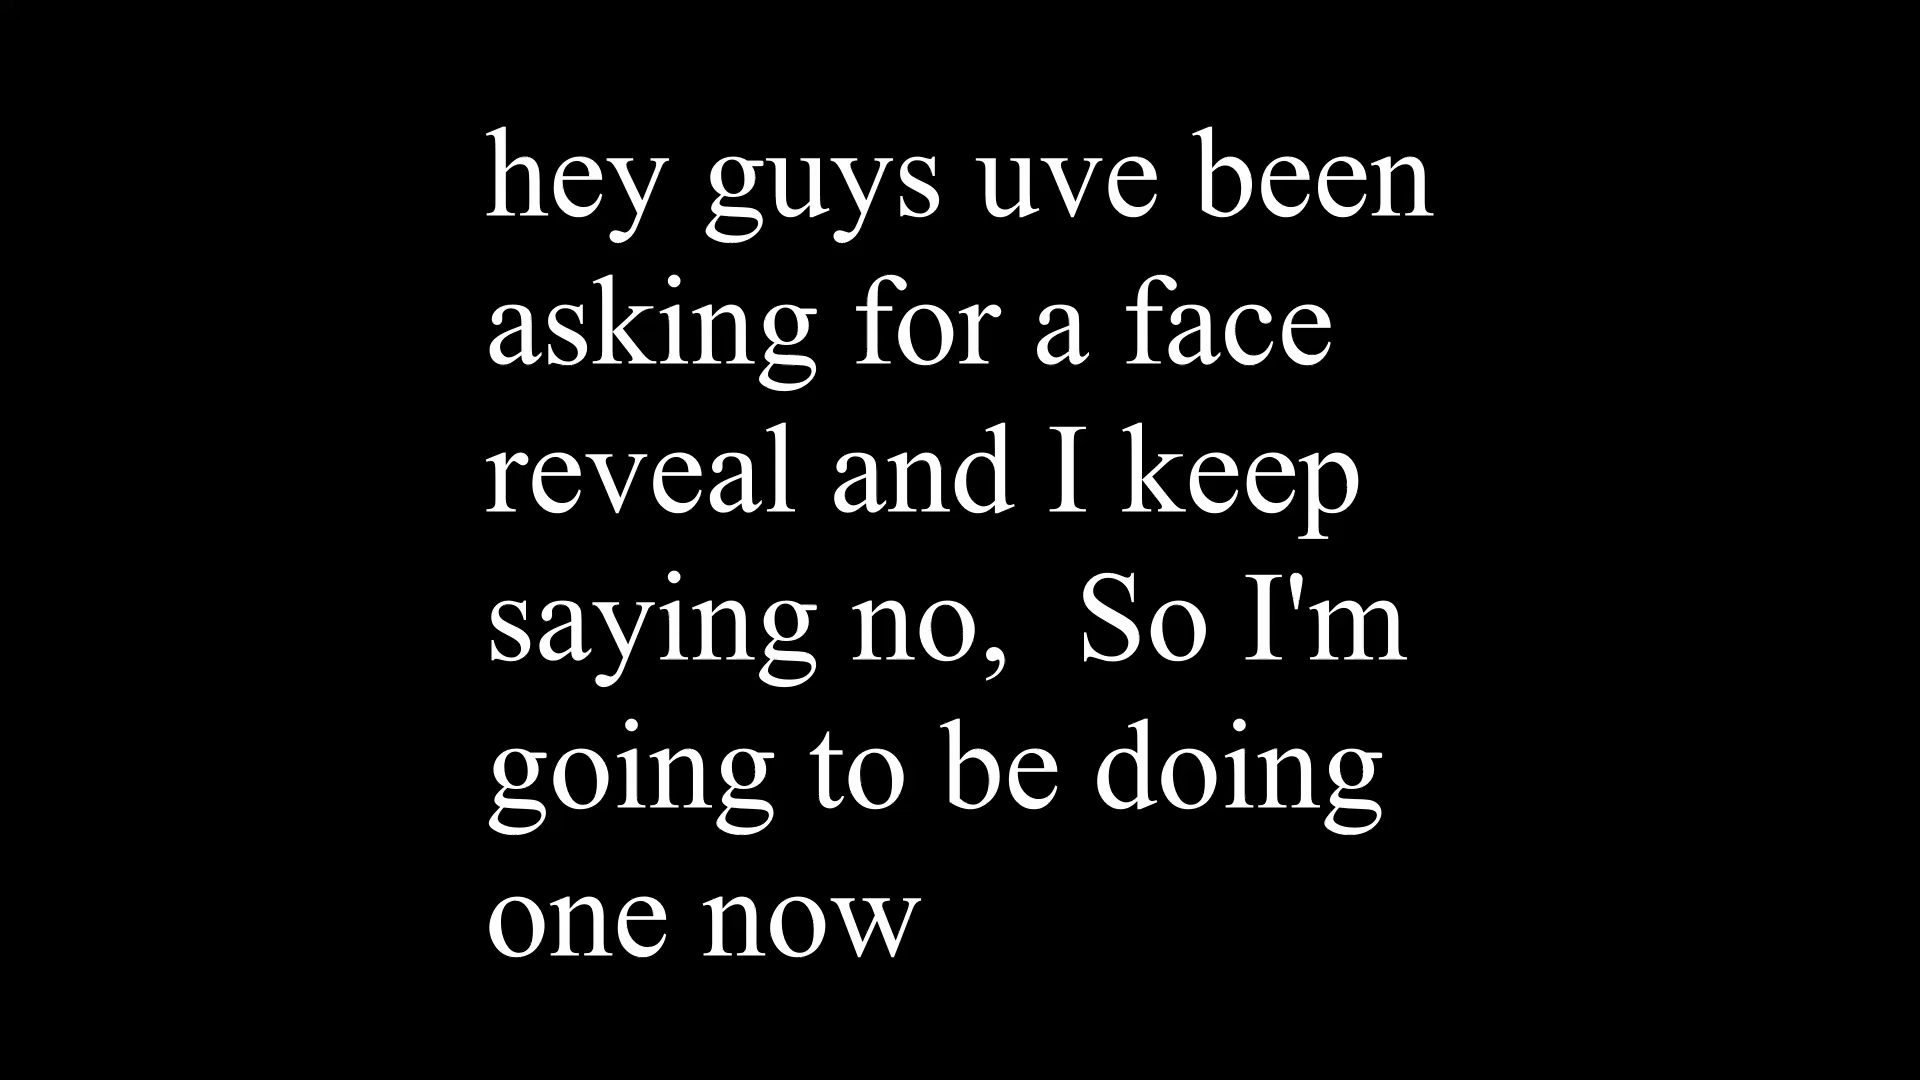 hey guys uve been
asking for a face
reveal and I keep
saying no,  So I'm
going to be doing
one now